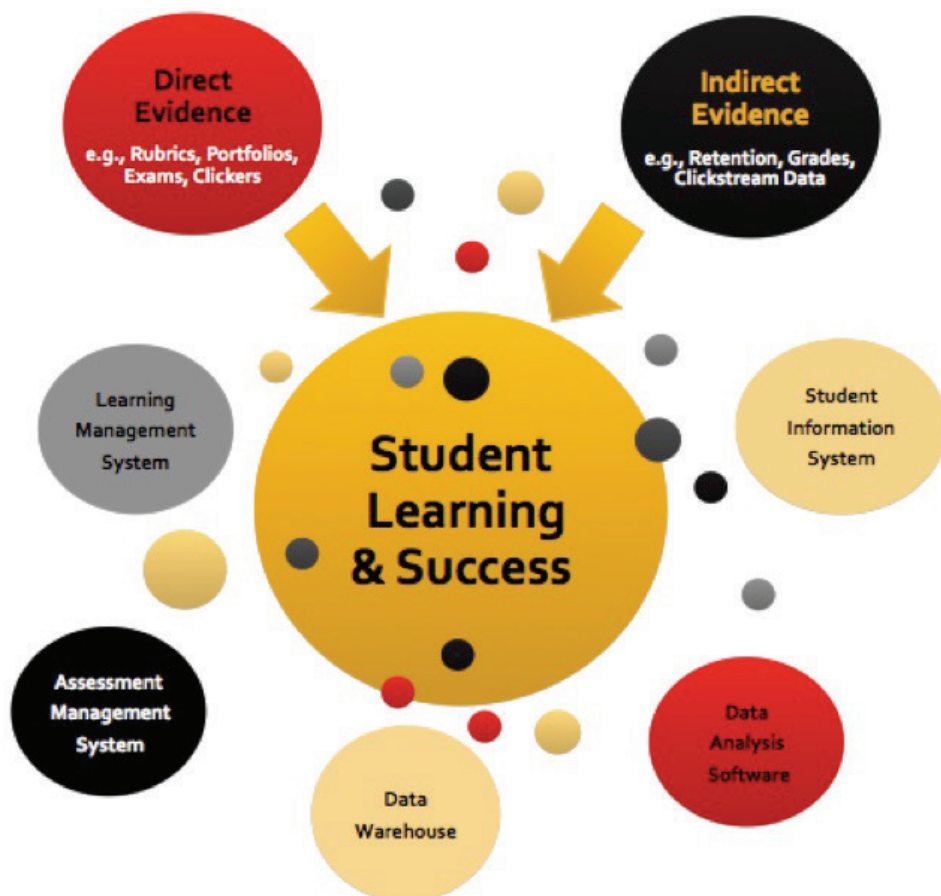 Direct
Evidence
e.g., Rubrics, Portfolios,
Exams, Clickers
Indirect
Evidence
e.g., Retention, Grades,
Clickstream Data
Learning
Management
System
Student
Learning
& Success
Student
Information
System
Assessment
Management
System
Data
Warehouse
Data
Analysis
Software